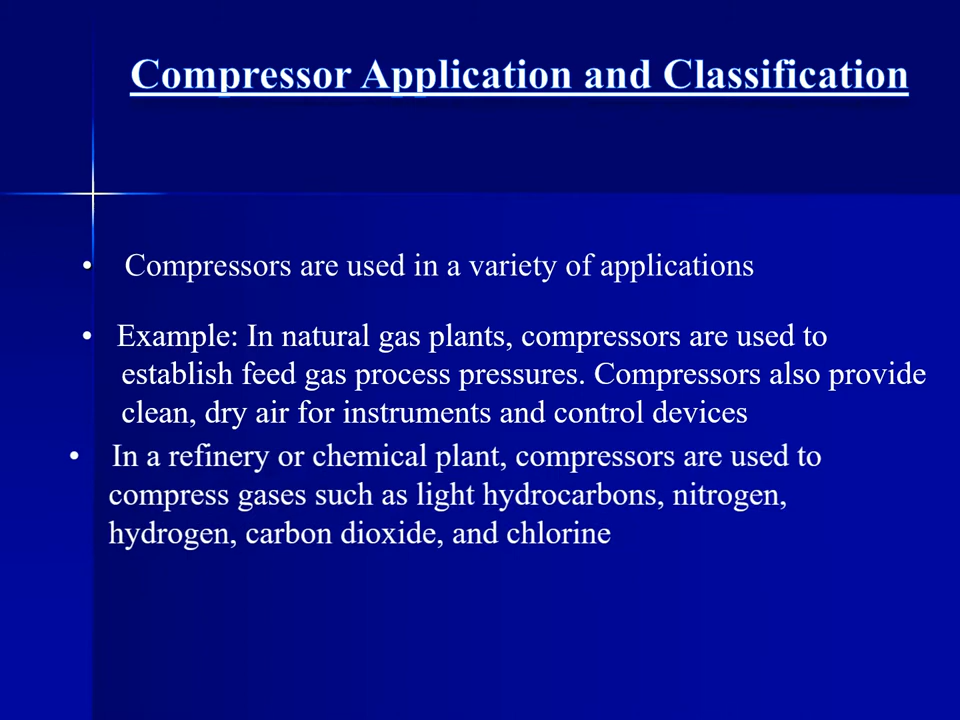 Compressor Application and Classification
• Compressors are used in a variety of applications
• Example: In natural gas plants, compressors are used to
establish feed gas process pressures. Compressors also provide
clean, dry air for instruments and control devices
• In a refinery or chemical plant, compressors are used to
compress gases such as light hydrocarbons, nitrogen,
hydrogen, carbon dioxide, and chlorine